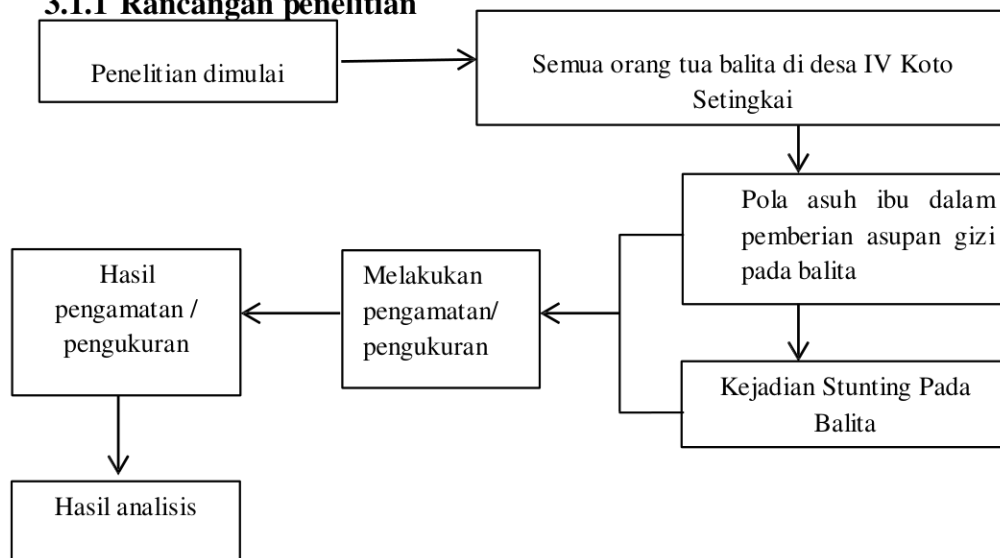 3.1.1 Rancangan penelitian
Penelitian dimulai
Semua orang tua balita di desa IV Koto
Setingkai
Pola asuh ibu dalam
pemberian asupan gizi
pada balita
Kejadian Stunting Pada
Balita
Melakukan
pengamatan/
pengukuran
Hasil
pengamatan /
pengukuran
Hasil analisis